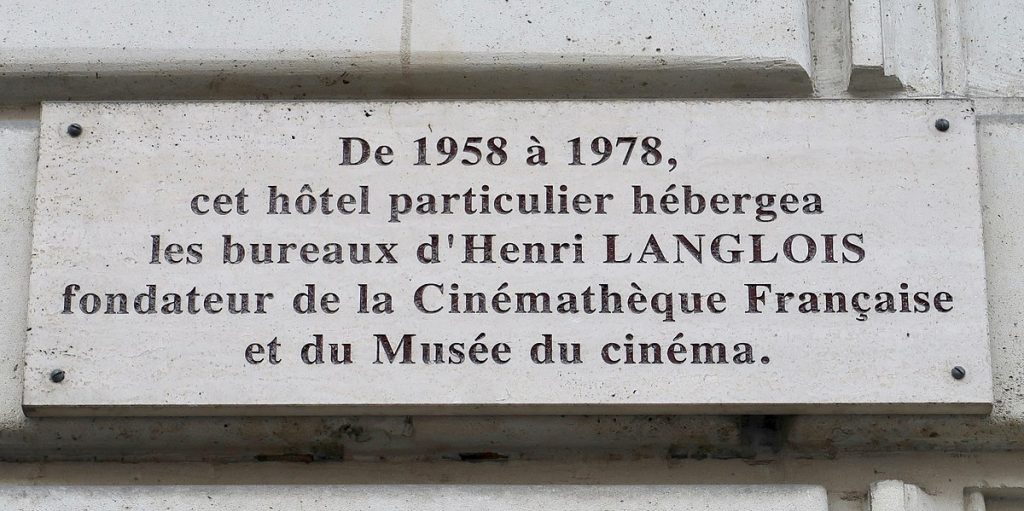 De 1958 à 1978,
cet hôtel particulier hébergea
les bureaux d'Henri LANGLOIS
fondateur de la Cinémathèque Française
et du Musée du cinéma.